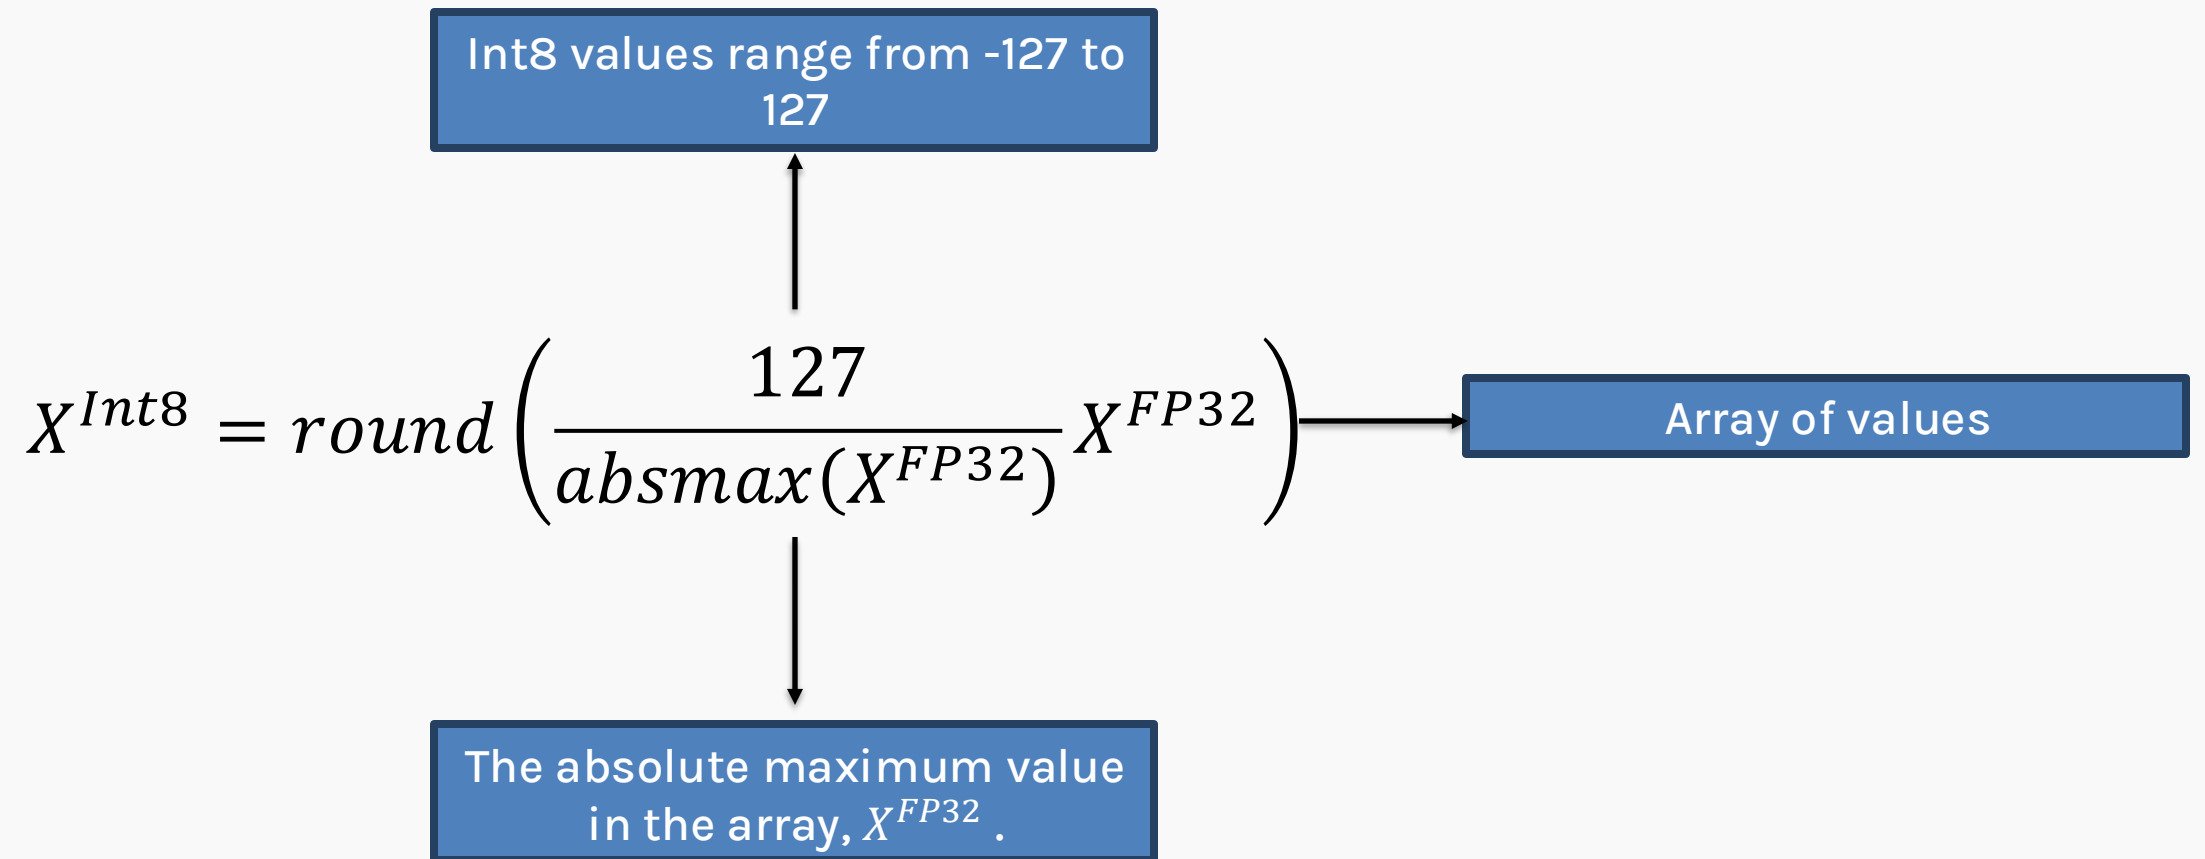 Int8 values range from -127 to
127
X^{Int8} = round(\frac{127}{absmax(X^{FP32})} X^{FP32})
Array of values
The absolute maximum value
in the array, X^{FP32} .